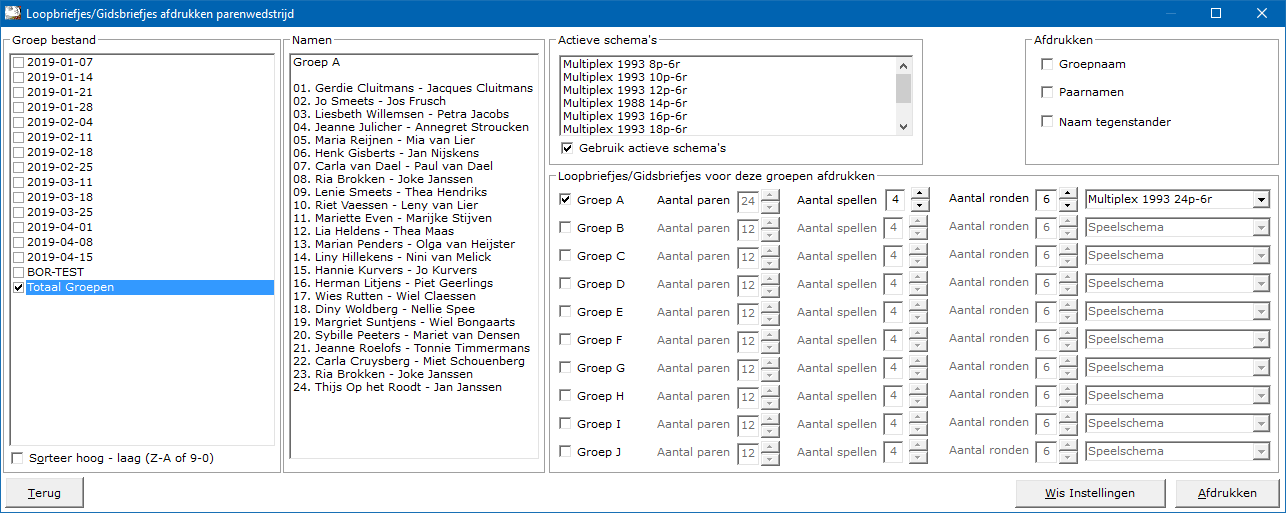 Loopbriefjes/Gidsbriefjes afdrukken parenwedstrijd
Groep bestand
2019-01-07
2019-01-14
2019-01-21
2019-01-28
2019-02-04
2019-02-11
2019-02-18
2019-02-25
2019-03-11
2019-03-18
2019-03-25
2019-04-01
2019-04-08
2019-04-15
BOR-TEST
Totaal Groepen
Sorteer hoog - laag (Z-A of 9-0)
Namen
Groep A
01. Gerdie Cluitmans - Jacques Cluitmans
02. Jo Smeets - Jos Frusch
03. Liesbeth Willemsen - Petra Jacobs
04. Jeanne Julicher - Annegret Stroucken
05. Maria Reijnen - Mia van Lier
06. Henk Gisberts - Jan Nijskens
07. Carla van Dael - Paul van Dael
08. Ria Brokken - Joke Janssen
09. Lenie Smeets - Thea Hendriks
10. Riet Vaessen - Leny van Lier
11. Mariette Even - Marijke Stijven
12. Lia Heldens - Thea Maas
13. Marian Penders - Olga van Heijster
14. Liny Hillekens - Nini van Melick
15. Hannie Kurvers - Jo Kurvers
16. Herman Litjens - Piet Geerlings
17. Wies Rutten - Wiel Claessen
18. Diny Woldberg - Nellie Spee
19. Margriet Suntjens - Wiel Bongaarts
20. Sybille Peeters - Mariet van Densen
21. Jeanne Roelofs - Tonnie Timmermans
22. Carla Cruysberg - Miet Schouenberg
23. Ria Brokken - Joke Janssen
24. Thijs Op het Roodt - Jan Janssen
Actieve schema's
Multiplex 1993 8p-6r
Multiplex 1993 10p-6r
Multiplex 1993 12p-6r
Multiplex 1988 14p-6r
Multiplex 1993 16p-6r
Multiplex 1993 18p-6r
Gebruik actieve schema's
Afdrukken
Groepnaam
Paarnamen
Naam tegenstander
Loopbriefjes/Gidsbriefjes voor deze groepen afdrukken
Groep A Aantal paren 24 Aantal spellen 4 Aantal ronden 6 Multiplex 1993 24p-6r
Groep B Aantal paren 12 Aantal spellen 4 Aantal ronden 6 Speelschema
Groep C Aantal paren 12 Aantal spellen 4 Aantal ronden 6 Speelschema
Groep D Aantal paren 12 Aantal spellen 4 Aantal ronden 6 Speelschema
Groep E Aantal paren 12 Aantal spellen 4 Aantal ronden 6 Speelschema
Groep F Aantal paren 12 Aantal spellen 4 Aantal ronden 6 Speelschema
Groep G Aantal paren 12 Aantal spellen 4 Aantal ronden 6 Speelschema
Groep H Aantal paren 12 Aantal spellen 4 Aantal ronden 6 Speelschema
Groep I Aantal paren 12 Aantal spellen 4 Aantal ronden 6 Speelschema
Groep J Aantal paren 12 Aantal spellen 4 Aantal ronden 6 Speelschema
Terug
Wis Instellingen
Afdrukken